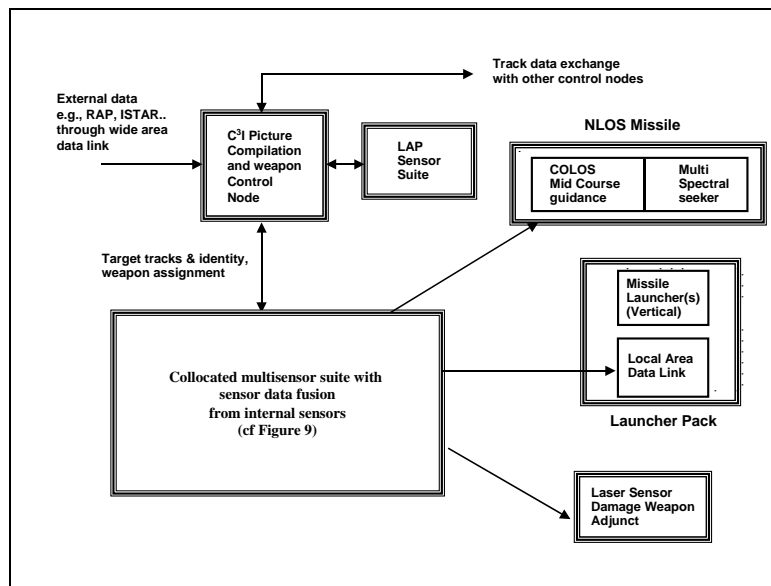 Track data exchange
with other control nodes
External data
e.g., RAP, ISTAR..
through wide area
data link
C³I Picture
Compilation
and weapon
Control
Node
LAP
Sensor
Suite
NLOS Missile
COLOS
Mid Course
guidance
Multi
Spectral
seeker
Target tracks & identity,
weapon assignment
Missile
Launcher(s)
(Vertical)
Local Area
Data Link
Launcher Pack
Collocated multisensor suite with
sensor data fusion
from internal sensors
(cf Figure 9)
Laser Sensor
Damage Weapon
Adjunct